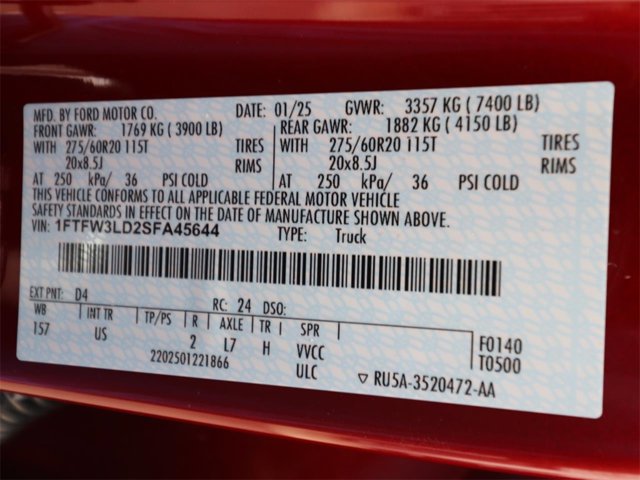 MFD. BY FORD MOTOR CO. DATE: 01/25 GVWR: 3357 KG ( 7400 LB)
FRONT GAWR: 1769 KG ( 3900 LB) REAR GAWR: 1882 KG ( 4150 LB)
WITH 275/60R20 115T TIRES WITH 275/60R20 115T TIRES
20x8.5J RIMS 20x8.5J RIMS
AT 250 kPa/ 36 PSI COLD AT 250 kPa/ 36 PSI COLD
THIS VEHICLE CONFORMS TO ALL APPLICABLE FEDERAL MOTOR VEHICLE
SAFETY STANDARDS IN EFFECT ON THE DATE OF MANUFACTURE SHOWN ABOVE.
VIN: 1FTFW3LD2SFA45644 TYPE: Truck
EXT PNT: D4 RC: 24 DSO:
WB INT TR TP/PS R AXLE TR SPR F0140
157 US 2 L7 H VVCC T0500
2202501221866 ULC ▽ RU5A-3520472-AA